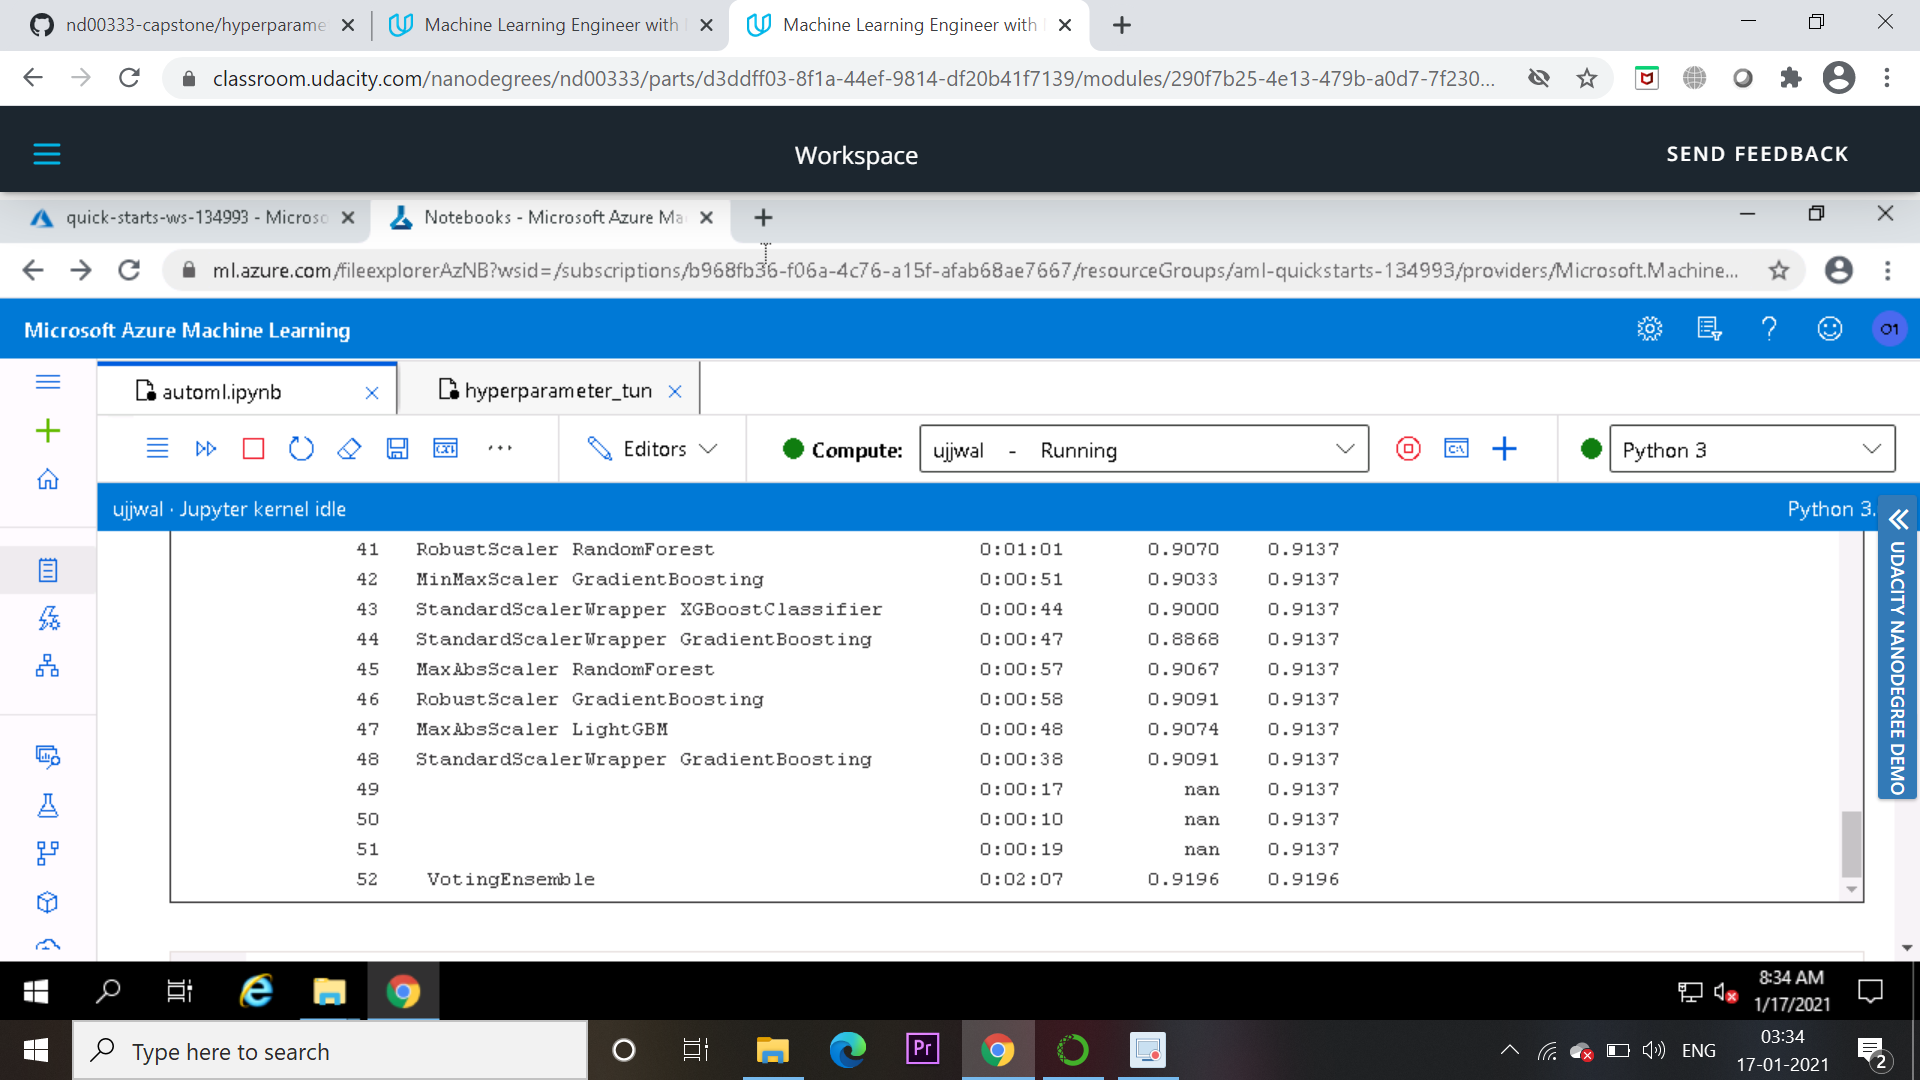 nd00333-capstone/hyperparame
Machine Learning Engineer with
Machine Learning Engineer with
classroom.udacity.com/nanodegrees/nd00333/parts/d3ddff03-8f1a-44ef-9814-df20b41f7139/modules/290f7b25-4e13-479b-a0d7-7f230...
Workspace
SEND FEEDBACK
quick-starts-ws-134993 - Microso
Notebooks - Microsoft Azure Ma
ml.azure.com/fileexplorerAzNB?wsid=/subscriptions/b968fb36-f06a-4c76-a15f-afab68ae7667/resourceGroups/aml-quickstarts-134993/providers/Microsoft.Machine...
Microsoft Azure Machine Learning
O1
automl.ipynb
hyperparameter_tun
Editors
Compute:
ujjwal - Running
Python 3
ujjwal · Jupyter kernel idle
Python 3.
41 RobustScaler RandomForest 0:01:01 0.9070 0.9137
42 MinMaxScaler GradientBoosting 0:00:51 0.9033 0.9137
43 StandardScalerWrapper XGBoostClassifier 0:00:44 0.9000 0.9137
44 StandardScalerWrapper GradientBoosting 0:00:47 0.8868 0.9137
45 MaxAbsScaler RandomForest 0:00:57 0.9067 0.9137
46 RobustScaler GradientBoosting 0:00:58 0.9091 0.9137
47 MaxAbsScaler LightGBM 0:00:48 0.9074 0.9137
48 StandardScalerWrapper GradientBoosting 0:00:38 0.9091 0.9137
49 0:00:17 nan 0.9137
50 0:00:10 nan 0.9137
51 0:00:19 nan 0.9137
52 VotingEnsemble 0:02:07 0.9196 0.9196
UDACITY NANODEGREE DEMO
8:34 AM
1/17/2021
Type here to search
Pr
ENG
03:34
17-01-2021
2